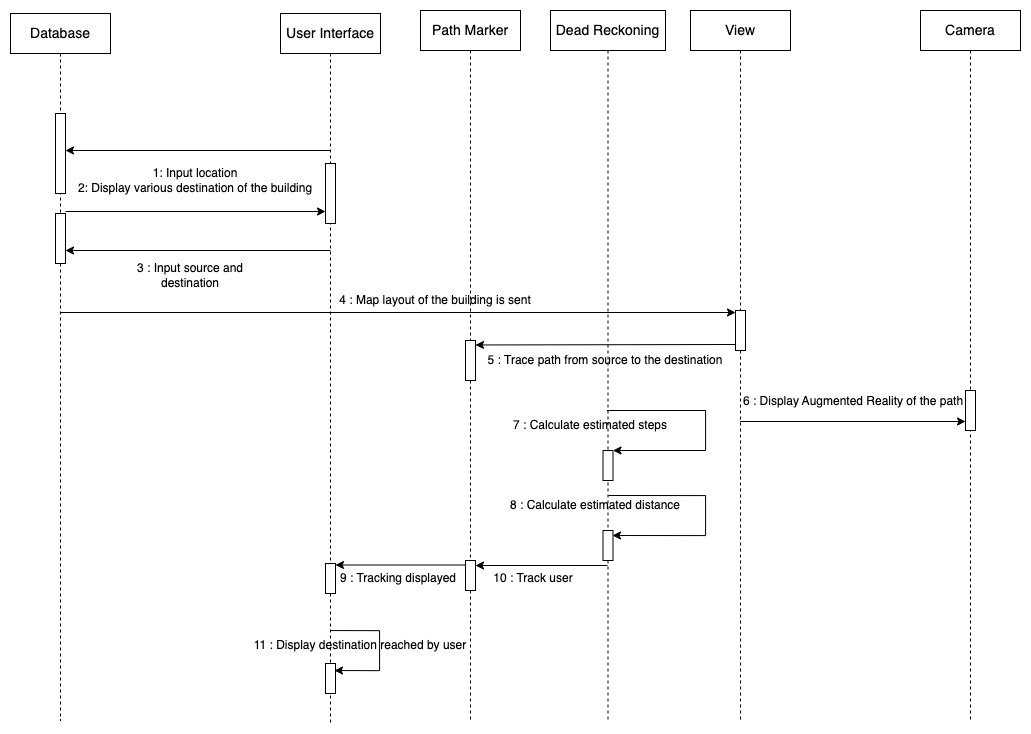 Database
User Interface
Path Marker
Dead Reckoning
View
Camera
1: Input location
2: Display various destination of the building
3 : Input source and
destination
4 : Map layout of the building is sent
5 : Trace path from source to the destination
6 : Display Augmented Reality of the path
7 : Calculate estimated steps
8 : Calculate estimated distance
9 : Tracking displayed
10 : Track user
11 : Display destination reached by user